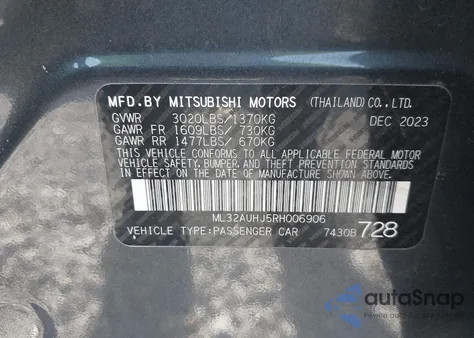 MFD.BY MITSUBISHI MOTORS (THAILAND) CO., LTD.
GVWR 3020LBS/1370KG DEC 2023
GAWR FR 1609LBS/ 730KG
GAWR RR 1477LBS/ 670KG
THIS VEHICLE CONFORMS TO ALL APPLICABLE FEDERAL MOTOR
VEHICLE SAFETY, BUMPER, AND THEFT PREVENTION STANDARDS
IN EFFECT ON THE DATE OF MANUFACTURE SHOWN ABOVE.
ML32AUHJ5RH006906
VEHICLE TYPE:PASSENGER CAR 7430B 728
autoSnap